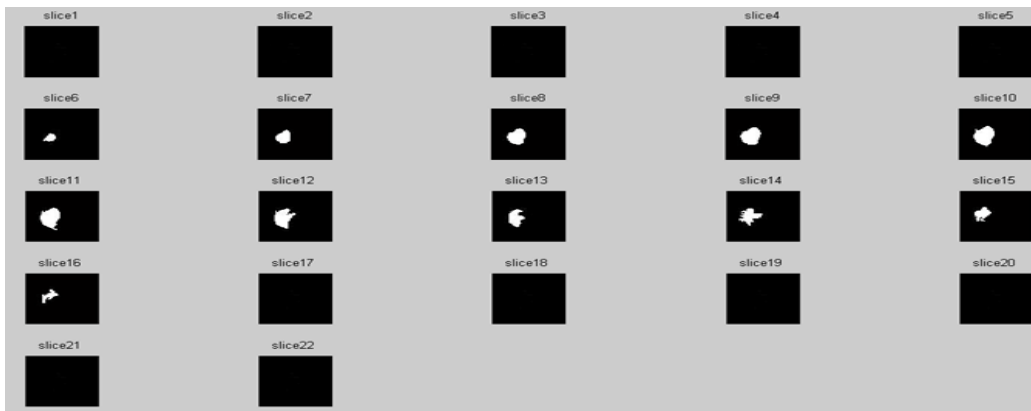 slice1 slice2 slice3 slice4 slice5
slice6 slice7 slice8 slice9 slice10
slice11 slice12 slice13 slice14 slice15
slice16 slice17 slice18 slice19 slice20
slice21 slice22